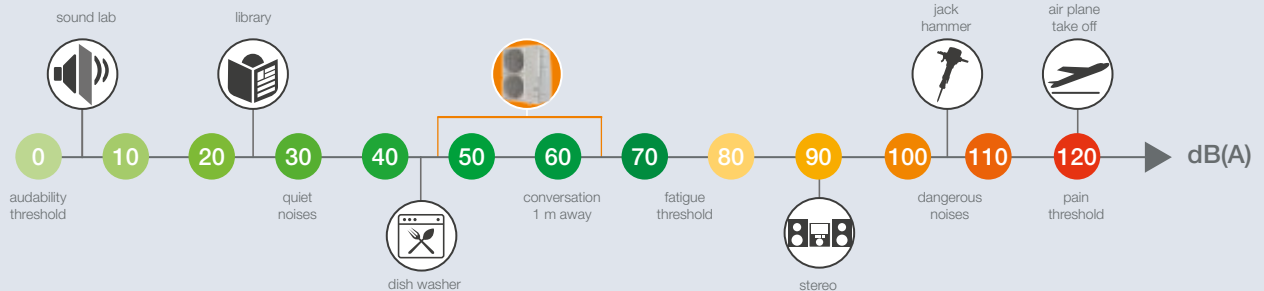 sound lab
library
jack
hammer
air plane
take off
0 10 20 30 40 50 60 70 80 90 100 110 120 dB(A)
audability
threshold
quiet
noises
conversation
1 m away
fatigue
threshold
dangerous
noises
pain
threshold
dish washer
stereo